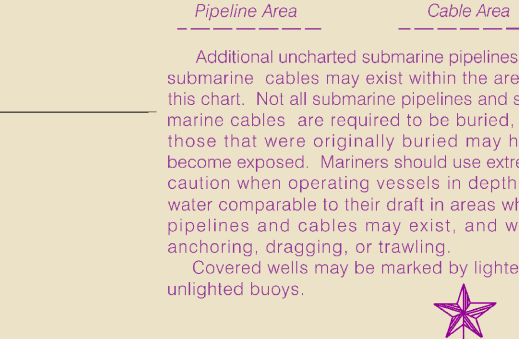 Pipeline Area Cable Area
Additional uncharted submarine pipelines
submarine cables may exist within the are
this chart. Not all submarine pipelines and s
marine cables are required to be buried,
those that were originally buried may h
become exposed. Mariners should use extre
caution when operating vessels in depth
water comparable to their draft in areas wh
pipelines and cables may exist, and w
anchoring, dragging, or trawling.
Covered wells may be marked by lighte
unlighted buoys.